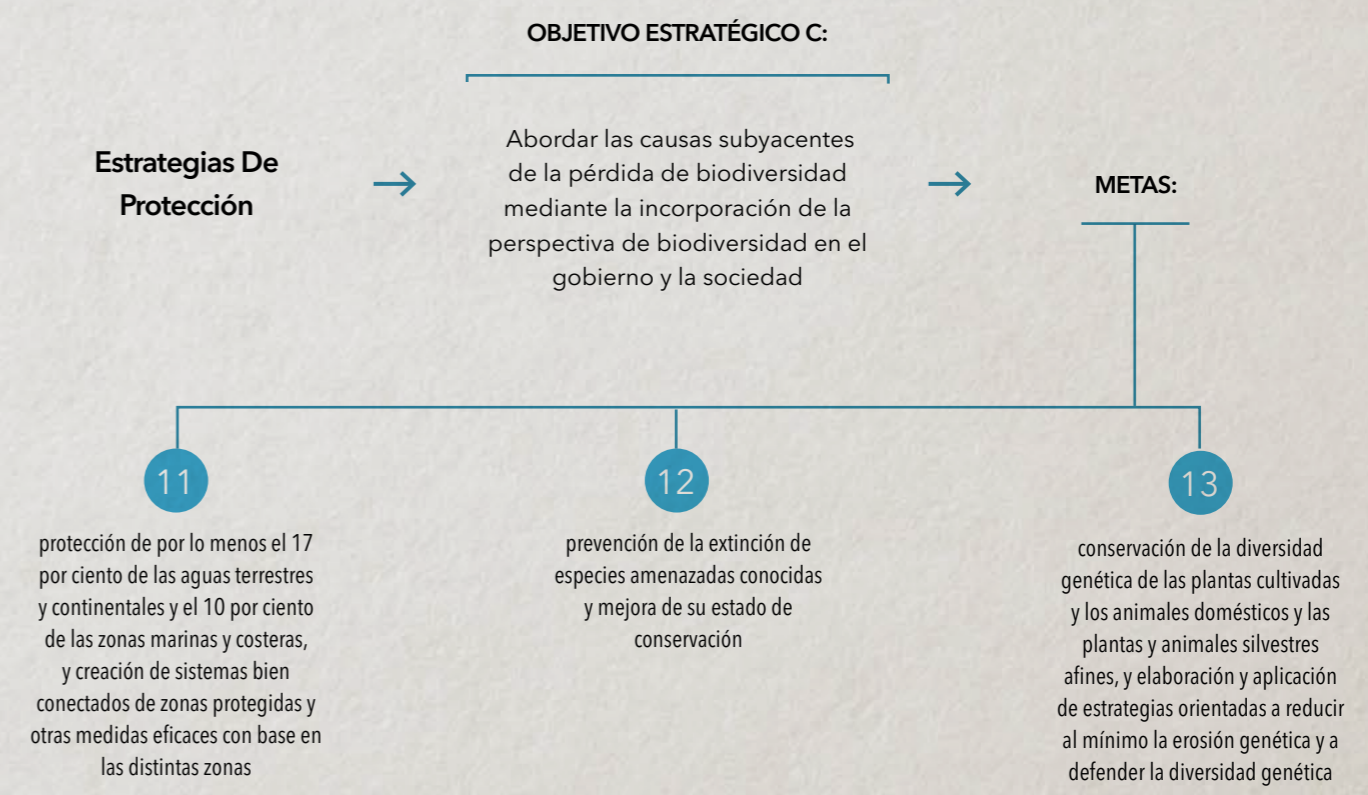 OBJETIVO ESTRATÉGICO C:
Estrategias De
Protección
→
Abordar las causas subyacentes
de la pérdida de biodiversidad
mediante la incorporación de la
perspectiva de biodiversidad en el
gobierno y la sociedad
→
METAS:
11
protección de por lo menos el 17
por ciento de las aguas terrestres
y continentales y el 10 por ciento
de las zonas marinas y costeras,
y creación de sistemas bien
conectados de zonas protegidas y
otras medidas eficaces con base en
las distintas zonas
12
prevención de la extinción de
especies amenazadas conocidas
y mejora de su estado de
conservación
13
conservación de la diversidad
genética de las plantas cultivadas
y los animales domésticos y las
plantas y animales silvestres
afines, y elaboración y aplicación
de estrategias orientadas a reducir
al mínimo la erosión genética y a
defender la diversidad genética